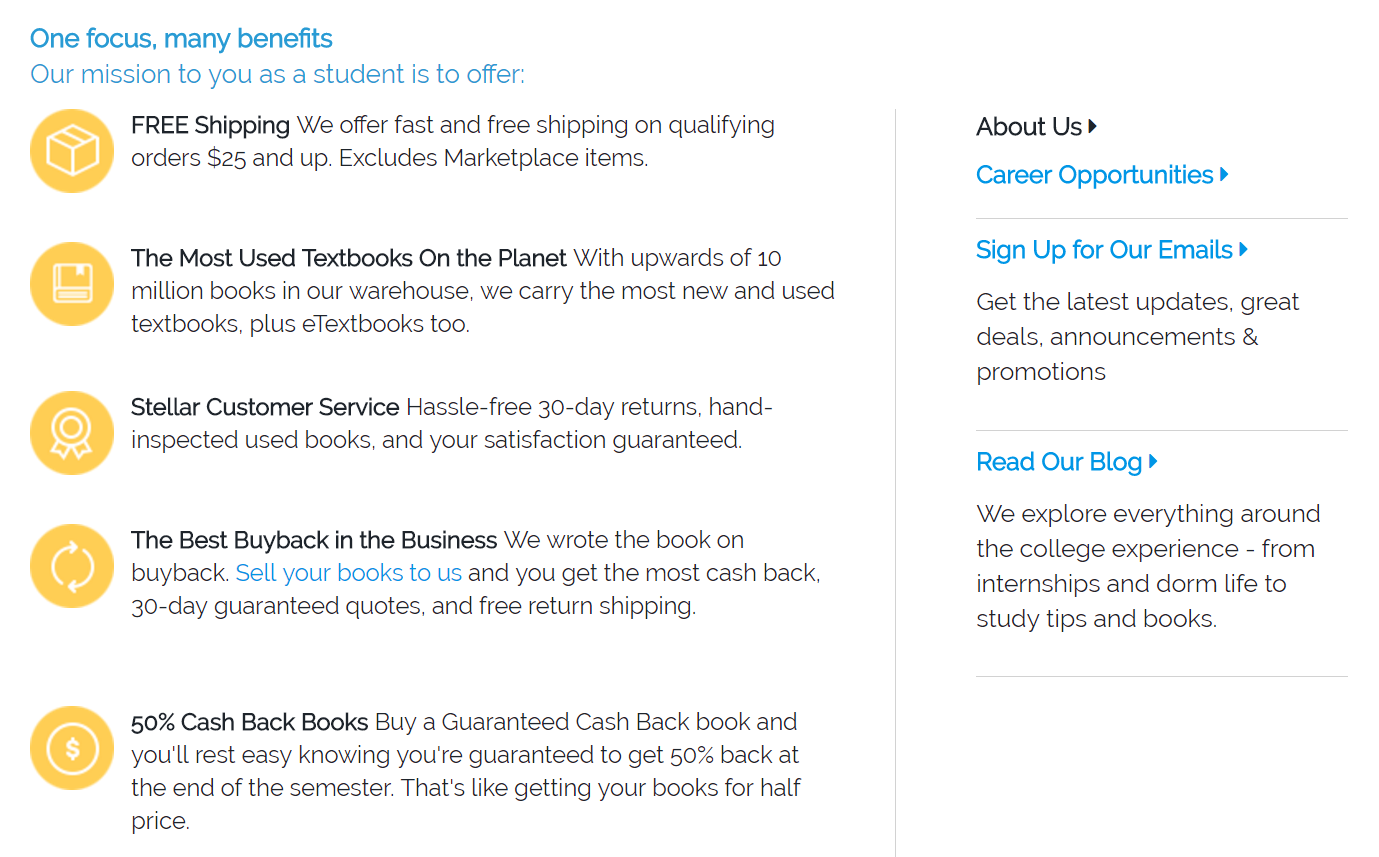 One focus, many benefits
Our mission to you as a student is to offer:
FREE Shipping We offer fast and free shipping on qualifying
orders $25 and up. Excludes Marketplace items.
The Most Used Textbooks On the Planet With upwards of 10
million books in our warehouse, we carry the most new and used
textbooks, plus eTextbooks too.
Stellar Customer Service Hassle-free 30-day returns, hand-
inspected used books, and your satisfaction guaranteed.
The Best Buyback in the Business We wrote the book on
buyback. Sell your books to us and you get the most cash back,
30-day guaranteed quotes, and free return shipping.
$
50% Cash Back Books Buy a Guaranteed Cash Back book and
you'll rest easy knowing you're guaranteed to get 50% back at
the end of the semester. That's like getting your books for half
price.
About Us
Career Opportunities
Sign Up for Our Emails
Get the latest updates, great
deals, announcements &
promotions
Read Our Blog
We explore everything around
the college experience - from
internships and dorm life to
study tips and books.